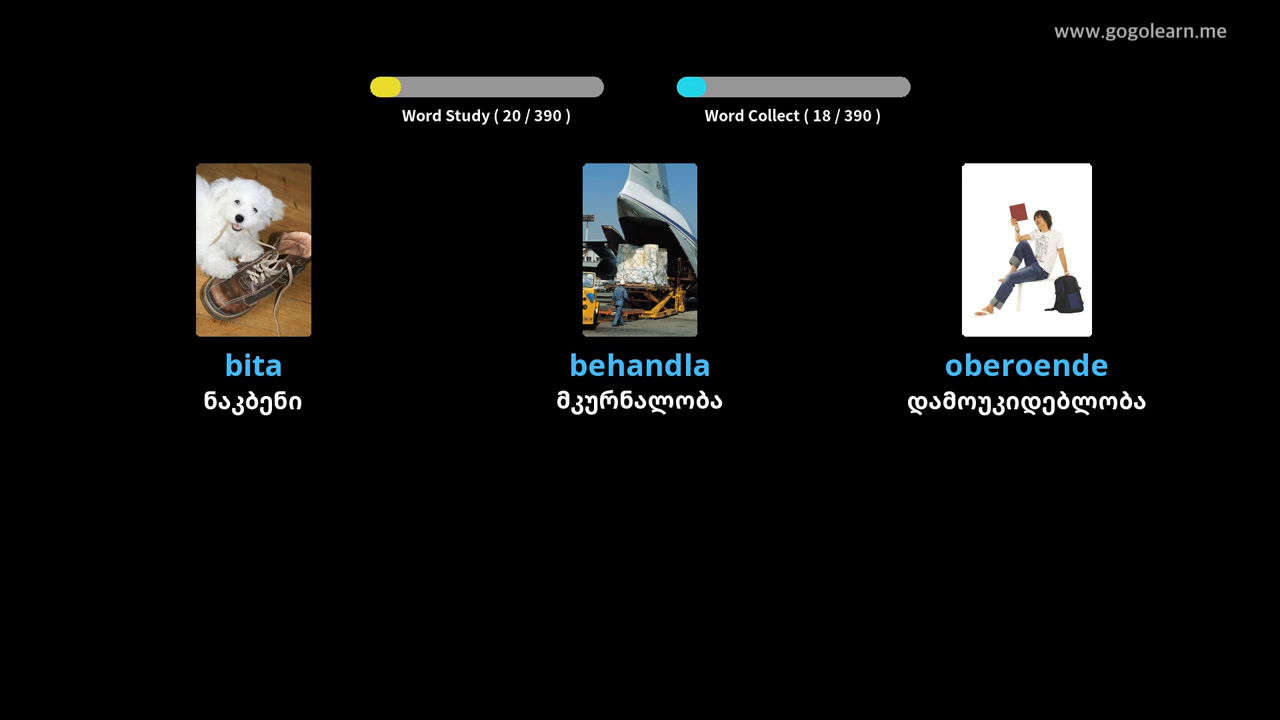 www.gogolearn.me
Word Study ( 20 / 390 )
Word Collect ( 18 / 390 )
bita
ნაკბენი
behandla
მკურნალობა
oberoende
დამოუკიდებლობა